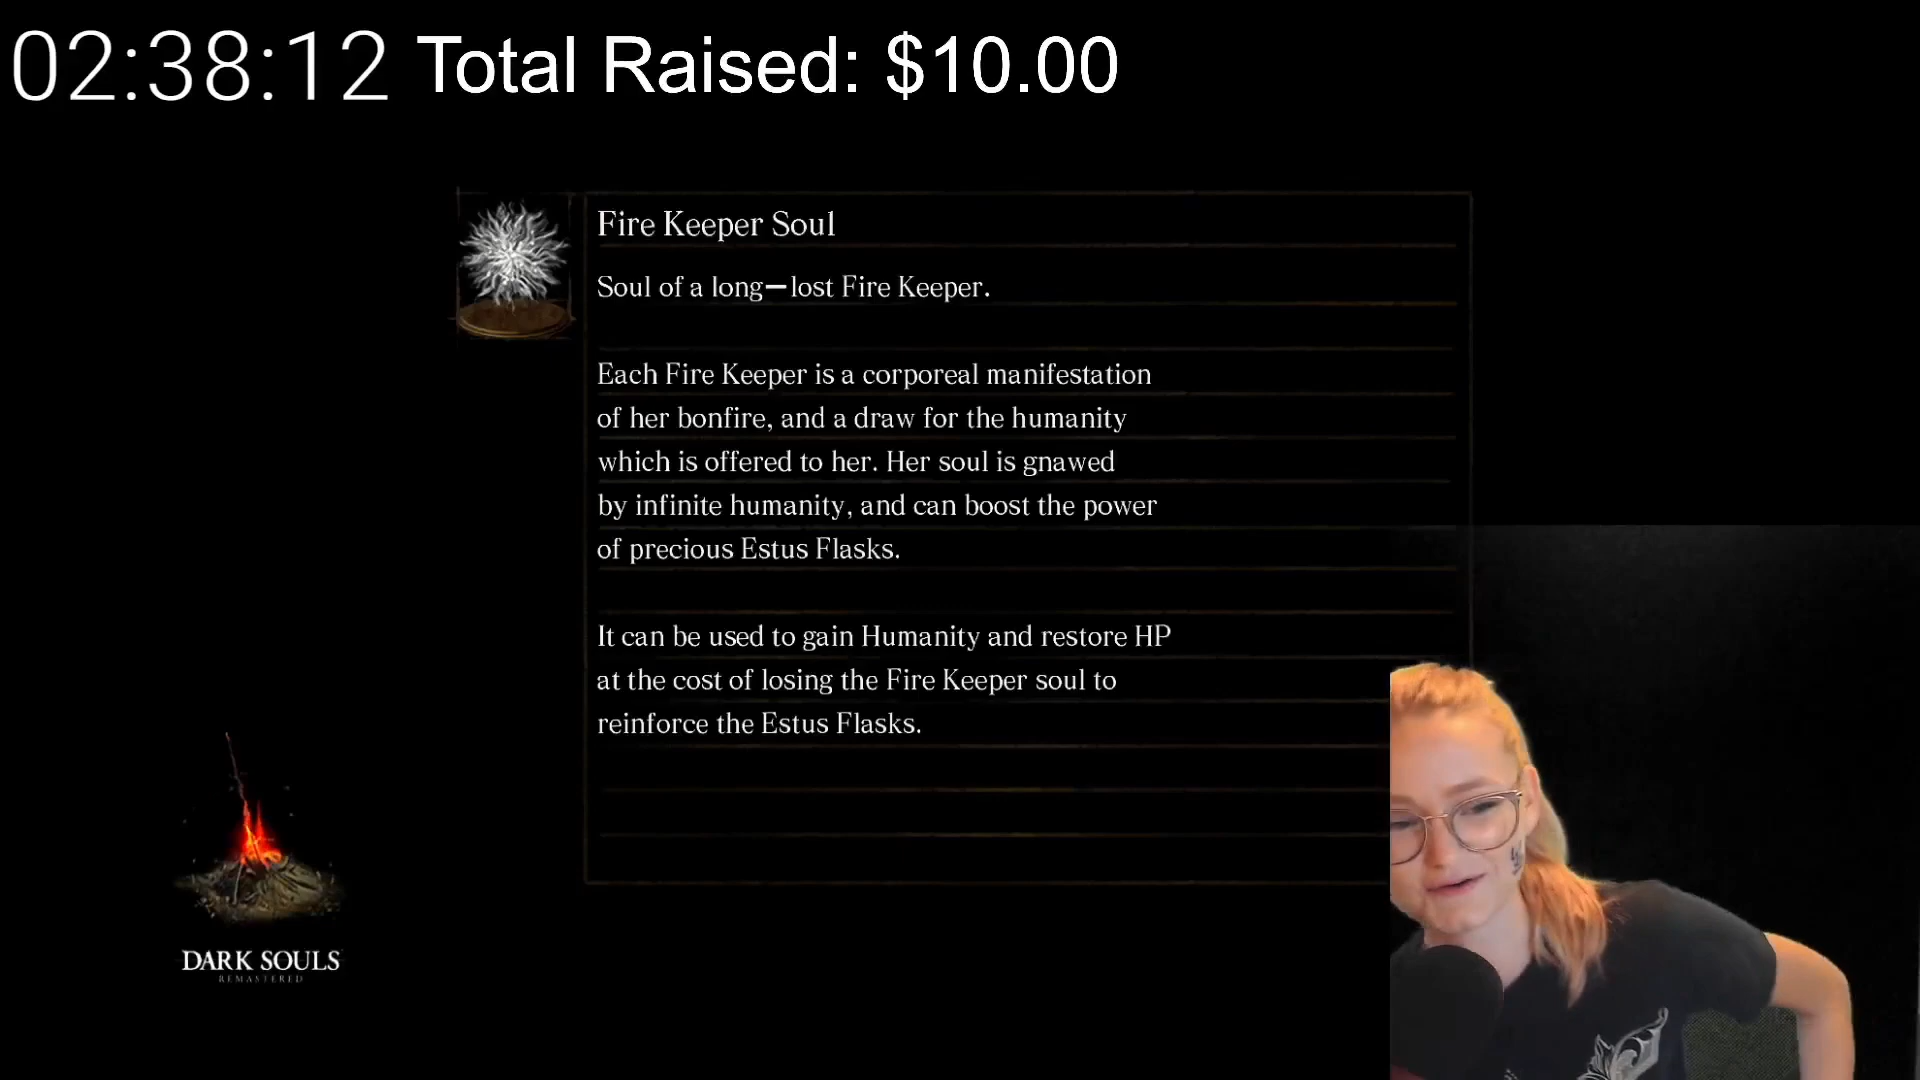 02:38:12 Total Raised: $10.00
Fire Keeper Soul
Soul of a long—lost Fire Keeper.
Each Fire Keeper is a corporeal manifestation
of her bonfire, and a draw for the humanity
which is offered to her. Her soul is gnawed
by infinite humanity, and can boost the power
of precious Estus Flasks.
It can be used to gain Humanity and restore HP
at the cost of losing the Fire Keeper soul to
reinforce the Estus Flasks.
DARK SOULS
REMASTERED